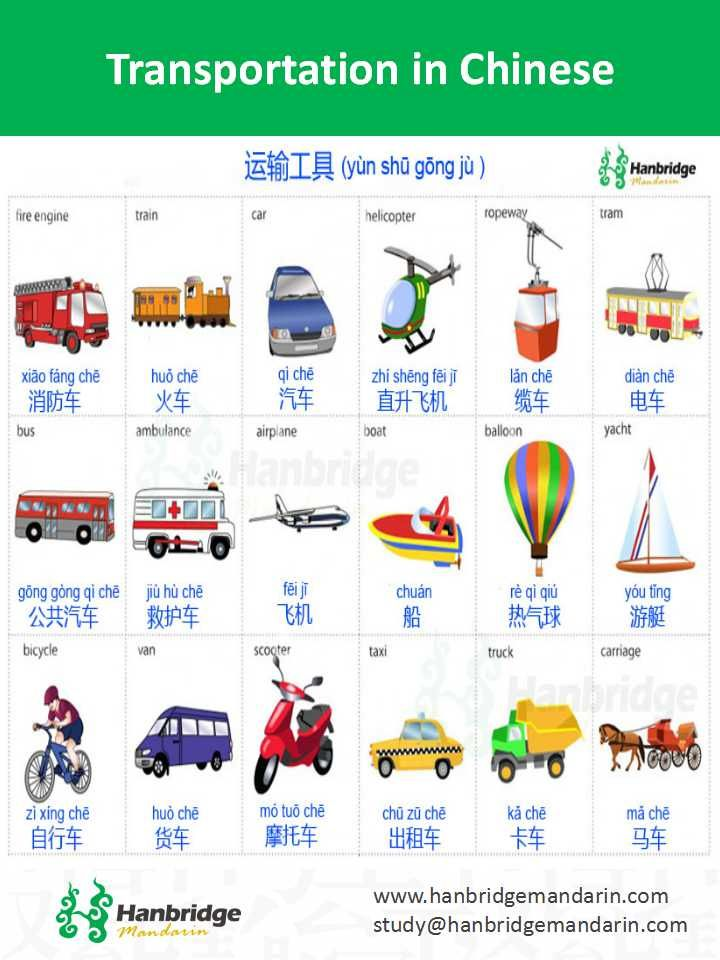 Transportation in Chinese
运输工具 (yùn shū gōng jù )
Hanbridge
Mandarin
fire engine train car helicopter ropeway tram
xiāo fáng chē huǒ chē qì chē zhí shēng fēi jī lǎn chē diàn chē
消防车 火车 汽车 直升飞机 缆车 电车
bus ambulance airplane boat balloon yacht
Hanbridge
gōng gòng qì chē jiù hù chē fēi jī chuán rè qì qiú yóu tǐng
公共汽车 救护车 飞机 船 热气球 游艇
bicycle van scooter taxi truck carriage
Hanbridge
zì xíng chē huò chē mó tuō chē chū zū chē kǎ chē mǎ chē
自行车 货车 摩托车 出租车 卡车 马车
Hanbridge
Mandarin
www.hanbridgemandarin.com
study@hanbridgemandarin.com